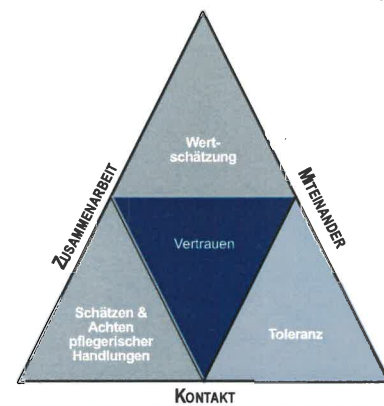 Wert-
schätzung
ZUSAMMENARBEIT
MITEINANDER
Vertrauen
Schätzen &
Achten
pflegerischer
Handlungen
Toleranz
KONTAKT